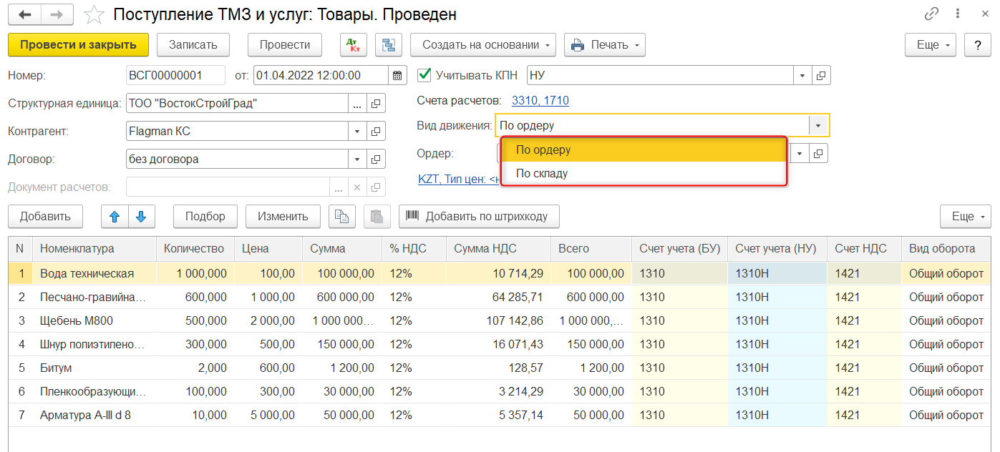 Поступление ТМЗ и услуг: Товары. Проведен
Провести и закрыть Записать Провести Дт Кт Создать на основании Печать Еще ?
Номер: ВСГ00000001 от: 01.04.2022 12:00:00 Учитывать КПН НУ
Структурная единица: ТОО "ВостокСтройГрад" ... Счета расчетов: 3310, 1710
Контрагент: Flagman КС Вид движения: По ордеру
Договор: без договора Ордер: По ордеру
Документ расчетов: ... KZT, Тип цен: <н По складу
Добавить Подбор Изменить Добавить по штрихкоду Еще
N Номенклатура Количество Цена Сумма % НДС Сумма НДС Всего Счет учета (БУ) Счет учета (НУ) Счет НДС Вид оборота
1 Вода техническая 1 000,000 100,00 100 000,00 12% 10 714,29 100 000,00 1310 1310Н 1421 Общий оборот
2 Песчано-гравийна... 600,000 1 000,00 600 000,00 12% 64 285,71 600 000,00 1310 1310Н 1421 Общий оборот
3 Щебень М800 500,000 2 000,00 1 000 000... 12% 107 142,86 1 000 000,... 1310 1310Н 1421 Общий оборот
4 Шнур полиэтилено... 300,000 500,00 150 000,00 12% 16 071,43 150 000,00 1310 1310Н 1421 Общий оборот
5 Битум 2,000 600,00 1 200,00 12% 128,57 1 200,00 1310 1310Н 1421 Общий оборот
6 Пленкообразующи... 100,000 300,00 30 000,00 12% 3 214,29 30 000,00 1310 1310Н 1421 Общий оборот
7 Арматура А-III d 8 10,000 5 000,00 50 000,00 12% 5 357,14 50 000,00 1310 1310Н 1421 Общий оборот